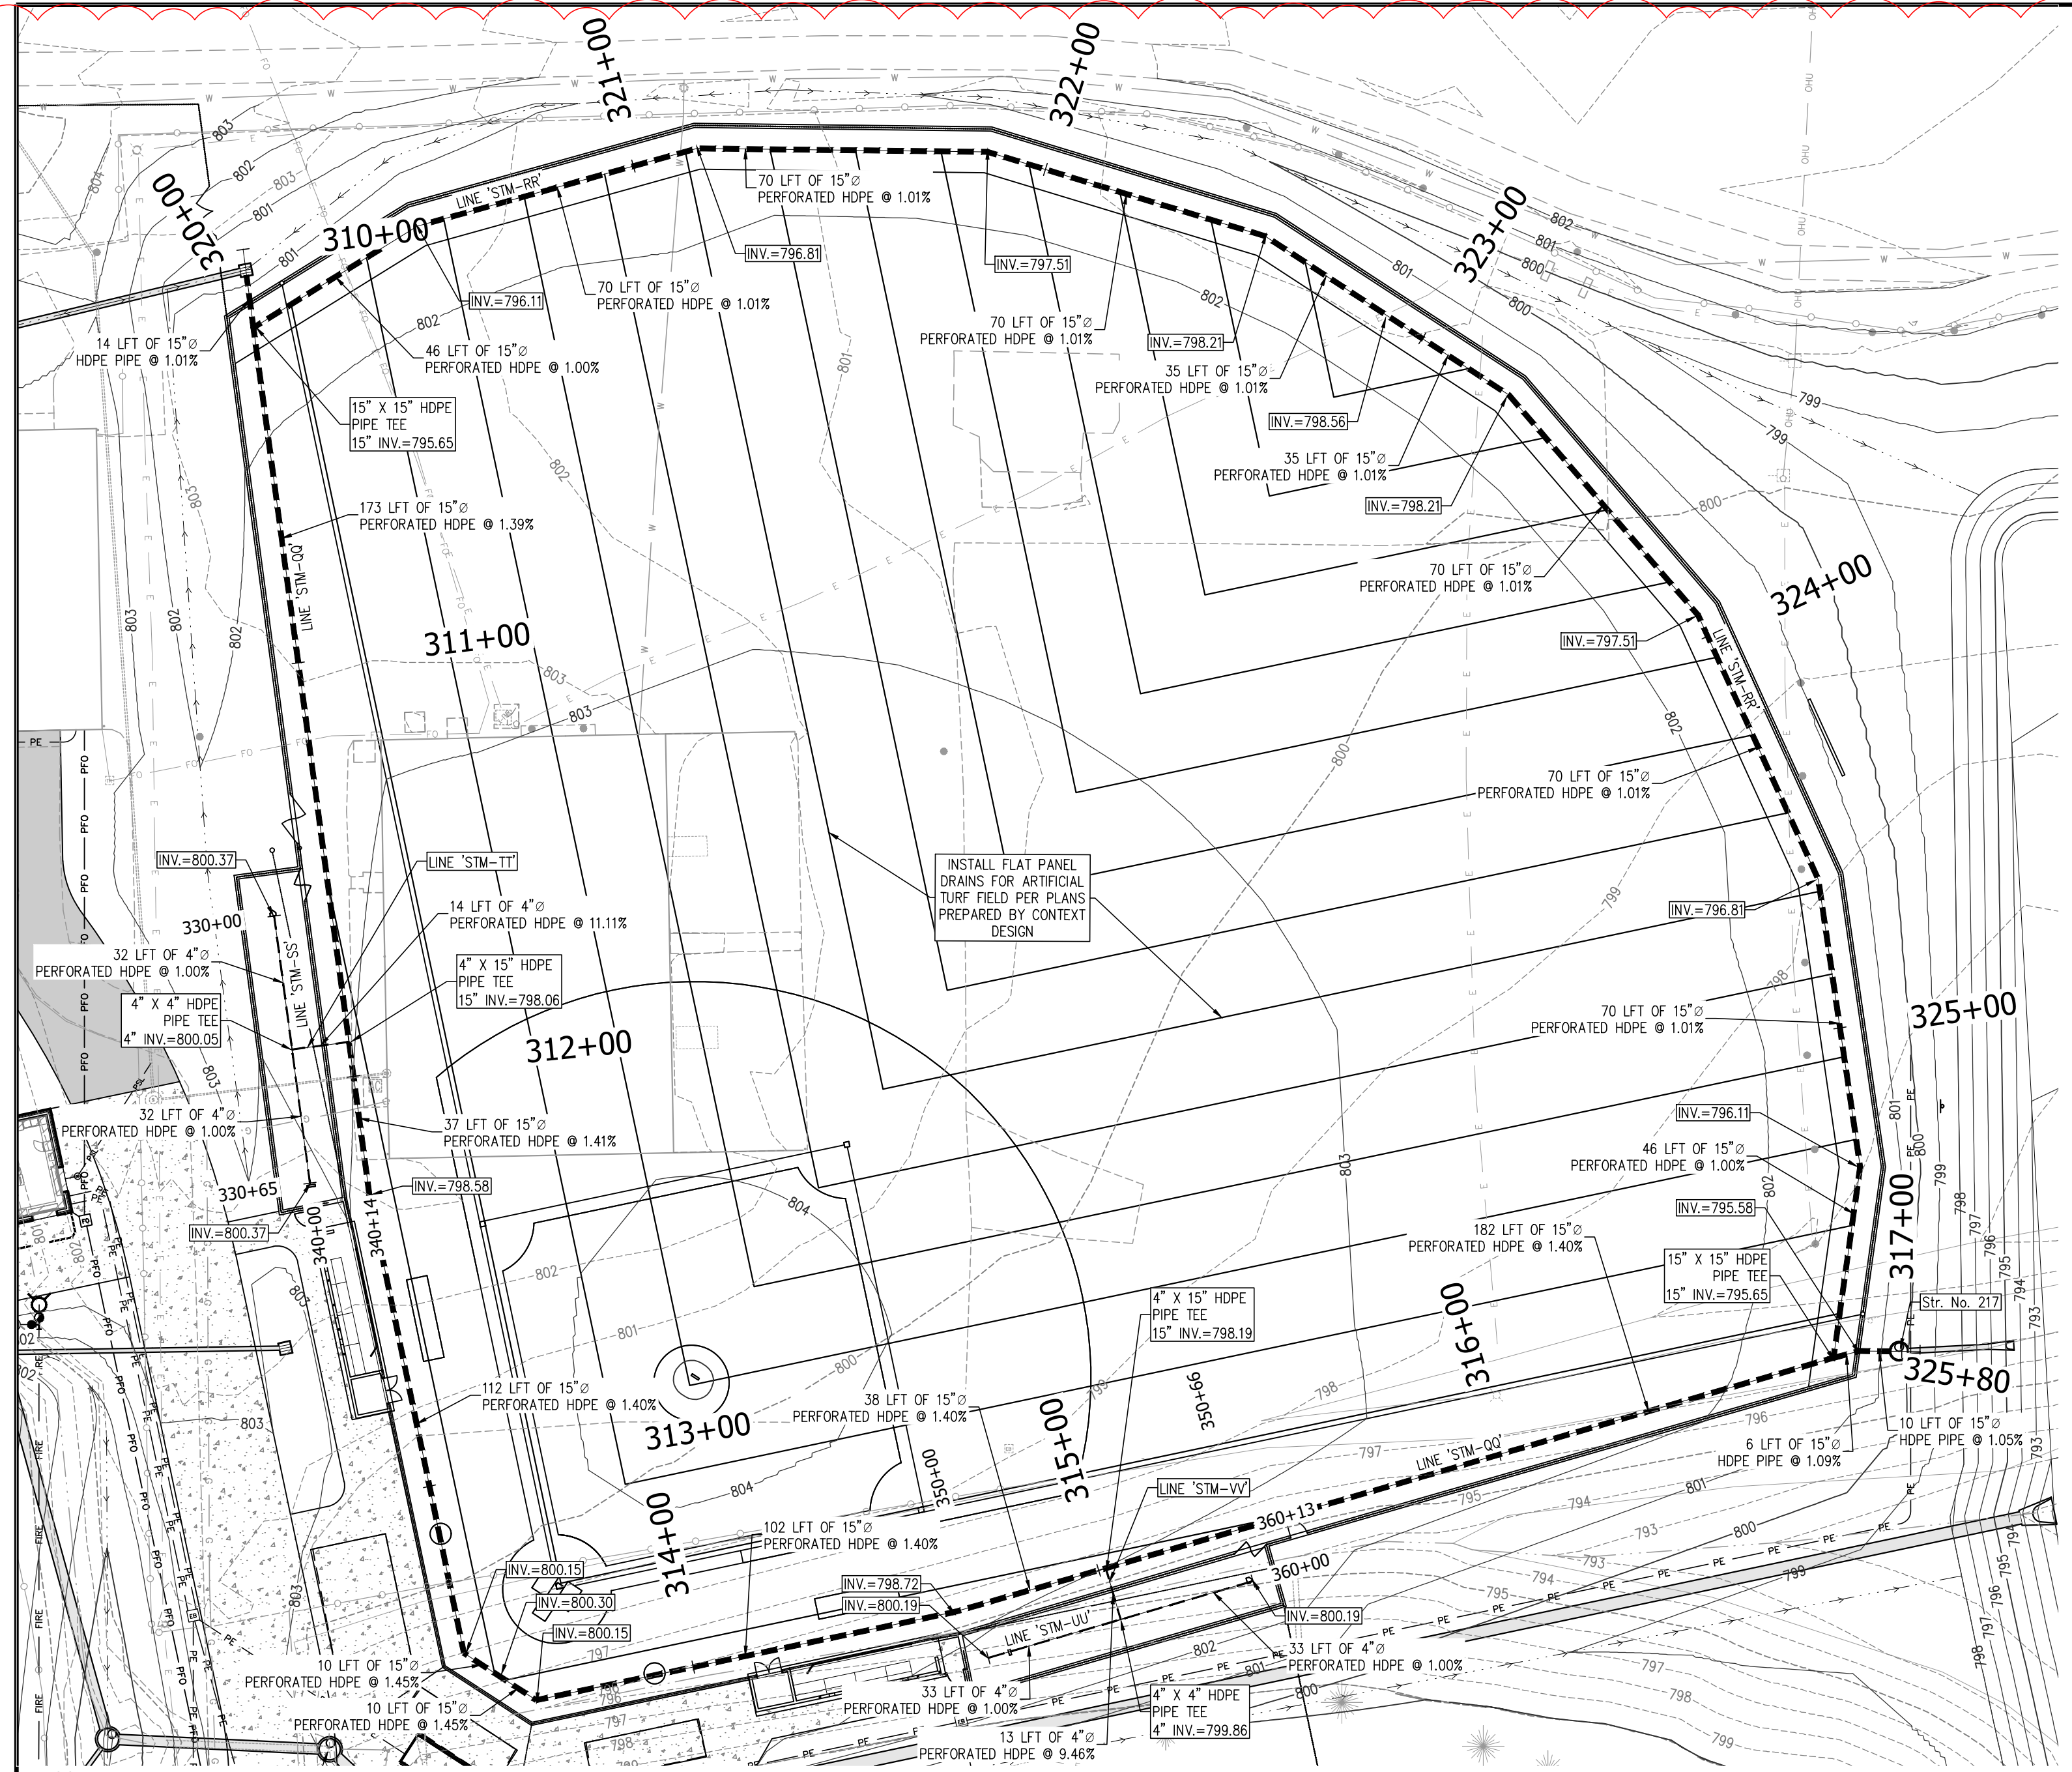 321+00
322+00
320+00
310+00
LINE 'STM-RR'
323+00
70 LFT OF 15"Ø
PERFORATED HDPE @ 1.01%
INV.=796.81
INV.=797.51
INV.=796.11
70 LFT OF 15"Ø
PERFORATED HDPE @ 1.01%
14 LFT OF 15"Ø
HDPE PIPE @ 1.01%
46 LFT OF 15"Ø
PERFORATED HDPE @ 1.00%
70 LFT OF 15"Ø
PERFORATED HDPE @ 1.01%
INV.=798.21
35 LFT OF 15"Ø
PERFORATED HDPE @ 1.01%
INV.=798.56
15" X 15" HDPE
PIPE TEE
15" INV.=795.65
35 LFT OF 15"Ø
PERFORATED HDPE @ 1.01%
INV.=798.21
173 LFT OF 15"Ø
PERFORATED HDPE @ 1.39%
LINE 'STM-QQ'
70 LFT OF 15"Ø
PERFORATED HDPE @ 1.01%
324+00
311+00
INV.=797.51
LINE 'STM-RR'
70 LFT OF 15"Ø
PERFORATED HDPE @ 1.01%
INV.=800.37
LINE 'STM-TT'
INSTALL FLAT PANEL
DRAINS FOR ARTIFICIAL
TURF FIELD PER PLANS
PREPARED BY CONTEXT
DESIGN
INV.=796.81
330+00
14 LFT OF 4"Ø
PERFORATED HDPE @ 11.11%
32 LFT OF 4"Ø
PERFORATED HDPE @ 1.00%
LINE 'STM-SS'
4" X 15" HDPE
PIPE TEE
15" INV.=798.06
4" X 4" HDPE
PIPE TEE
4" INV.=800.05
312+00
70 LFT OF 15"Ø
PERFORATED HDPE @ 1.01%
325+00
32 LFT OF 4"Ø
PERFORATED HDPE @ 1.00%
37 LFT OF 15"Ø
PERFORATED HDPE @ 1.41%
INV.=796.11
46 LFT OF 15"Ø
PERFORATED HDPE @ 1.00%
INV.=798.58
330+65
INV.=800.37
340+00
340+14
INV.=795.58
182 LFT OF 15"Ø
PERFORATED HDPE @ 1.40%
317+00
15" X 15" HDPE
PIPE TEE
15" INV.=795.65
Str. No. 217
325+80
4" X 15" HDPE
PIPE TEE
15" INV.=798.19
316+00
112 LFT OF 15"Ø
PERFORATED HDPE @ 1.40%
313+00
38 LFT OF 15"Ø
PERFORATED HDPE @ 1.40%
315+00
350+66
350+00
10 LFT OF 15"Ø
HDPE PIPE @ 1.05%
6 LFT OF 15"Ø
HDPE PIPE @ 1.09%
LINE 'STM-QQ'
LINE 'STM-VV'
360+13
314+00
102 LFT OF 15"Ø
PERFORATED HDPE @ 1.40%
INV.=800.15
INV.=800.30
INV.=800.15
INV.=798.72
INV.=800.19
360+00
INV.=800.19
LINE 'STM-UU'
33 LFT OF 4"Ø
PERFORATED HDPE @ 1.00%
10 LFT OF 15"Ø
PERFORATED HDPE @ 1.45%
10 LFT OF 15"Ø
PERFORATED HDPE @ 1.45%
33 LFT OF 4"Ø
PERFORATED HDPE @ 1.00%
4" X 4" HDPE
PIPE TEE
4" INV.=799.86
13 LFT OF 4"Ø
PERFORATED HDPE @ 9.46%